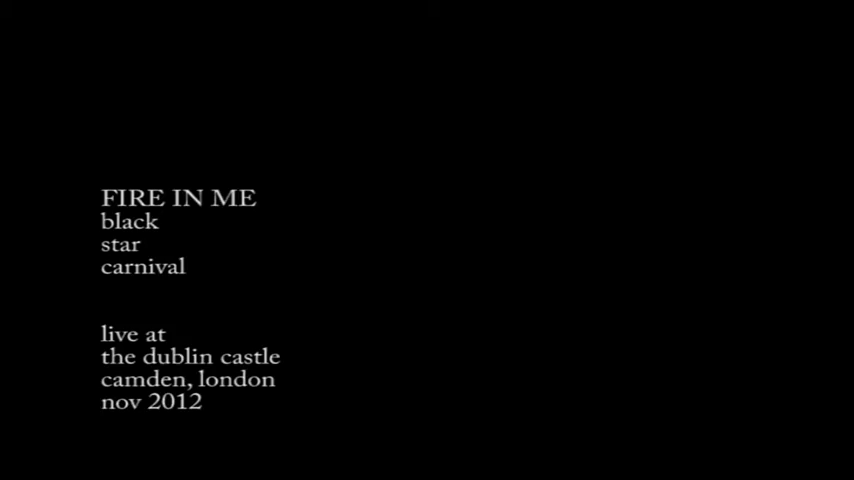 FIRE IN ME
black
star
carnival
live at
the dublin castle
camden, london
nov 2012